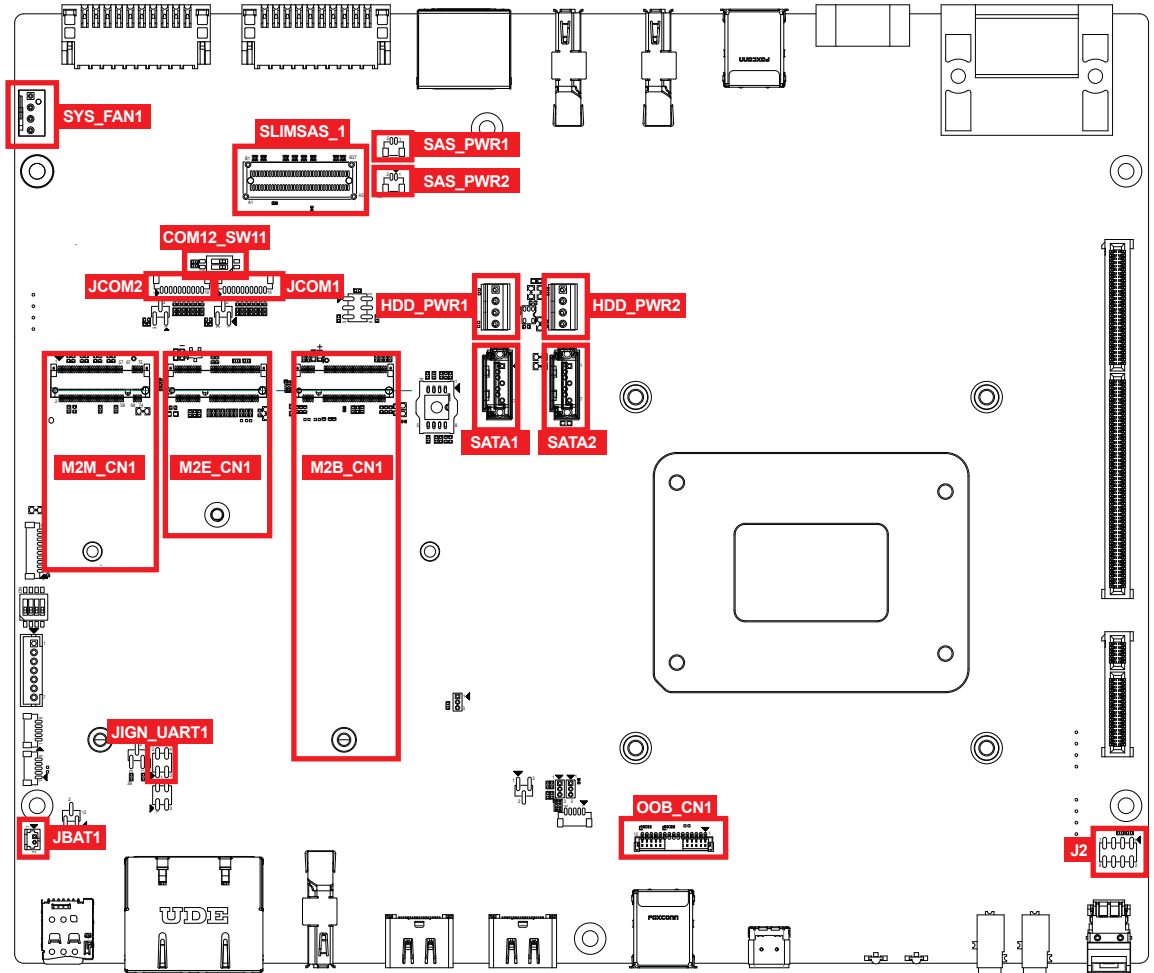 FOXCONN
SYS_FAN1
SLIMSAS_1
SAS_PWR1
SAS_PWR2
COM12_SW11
JCOM2
JCOM1
HDD_PWR1
HDD_PWR2
SATA1
SATA2
M2M_CN1
M2E_CN1
M2B_CN1
JIGN_UART1
OOB_CN1
JBAT1
J2
UDE
FOXCONN